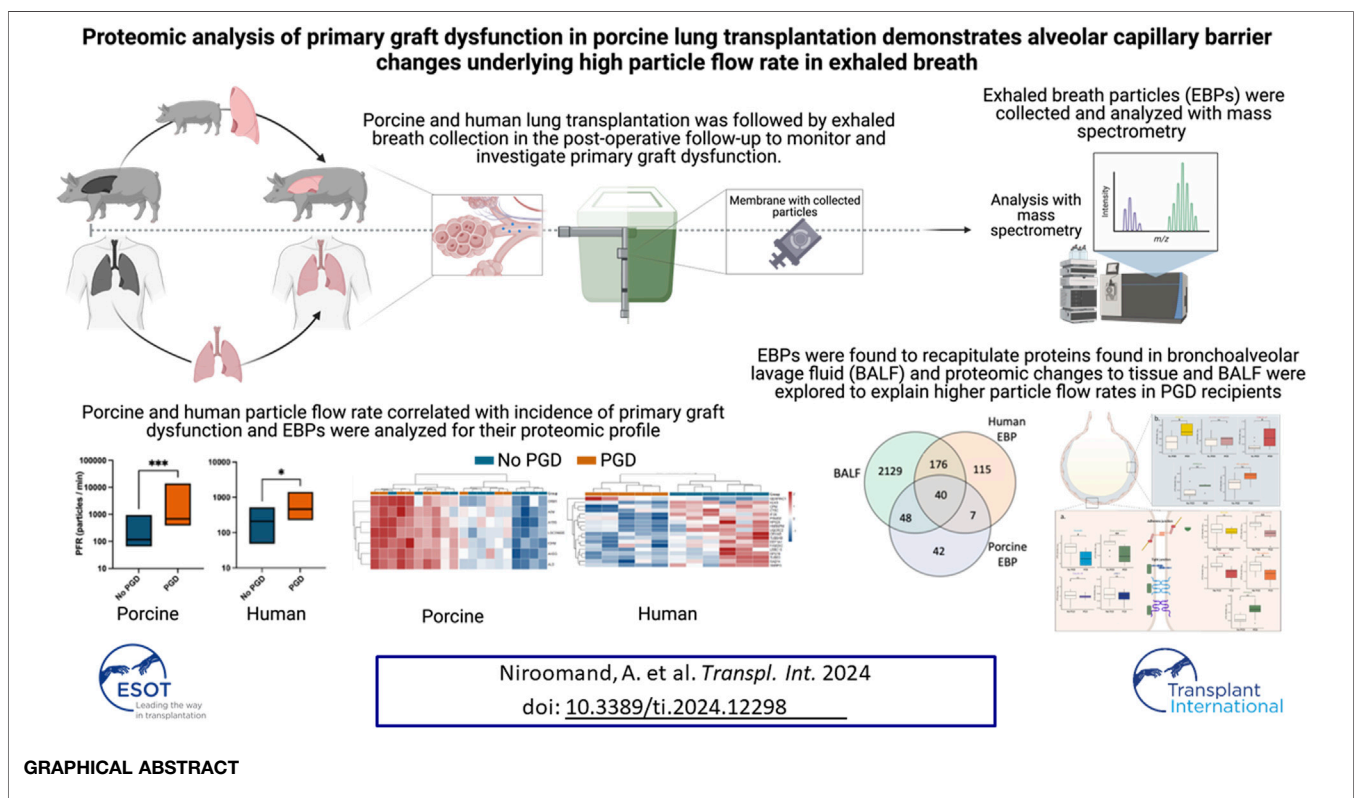 Proteomic analysis of primary graft dysfunction in porcine lung transplantation demonstrates alveolar capillary barrier
changes underlying high particle flow rate in exhaled breath
Porcine and human lung transplantation was followed by exhaled
breath collection in the post-operative follow-up to monitor and
investigate primary graft dysfunction.
Membrane with collected
particles
Exhaled breath particles (EBPs) were
collected and analyzed with mass
spectrometry
Analysis with
mass
spectrometry
Intensity
m/z
Porcine and human particle flow rate correlated with incidence of primary graft
dysfunction and EBPs were analyzed for their proteomic profile
PFR (particles / min)
100000
10000
1000
100
10
***
No PGD
PGD
Porcine
10000
1000
100
10
*
No PGD
PGD
Human
No PGD
PGD
Porcine
Human
EBPs were found to recapitulate proteins found in bronchoalveolar
lavage fluid (BALF) and proteomic changes to tissue and BALF were
explored to explain higher particle flow rates in PGD recipients
BALF
Human
EBP
Porcine
EBP
2129
176
115
40
48
7
42
b.
a.
ESOT
Leading the way
in transplantation
Niroomand, A. et al. Transpl. Int. 2024
doi: 10.3389/ti.2024.12298
Transplant
International
GRAPHICAL ABSTRACT